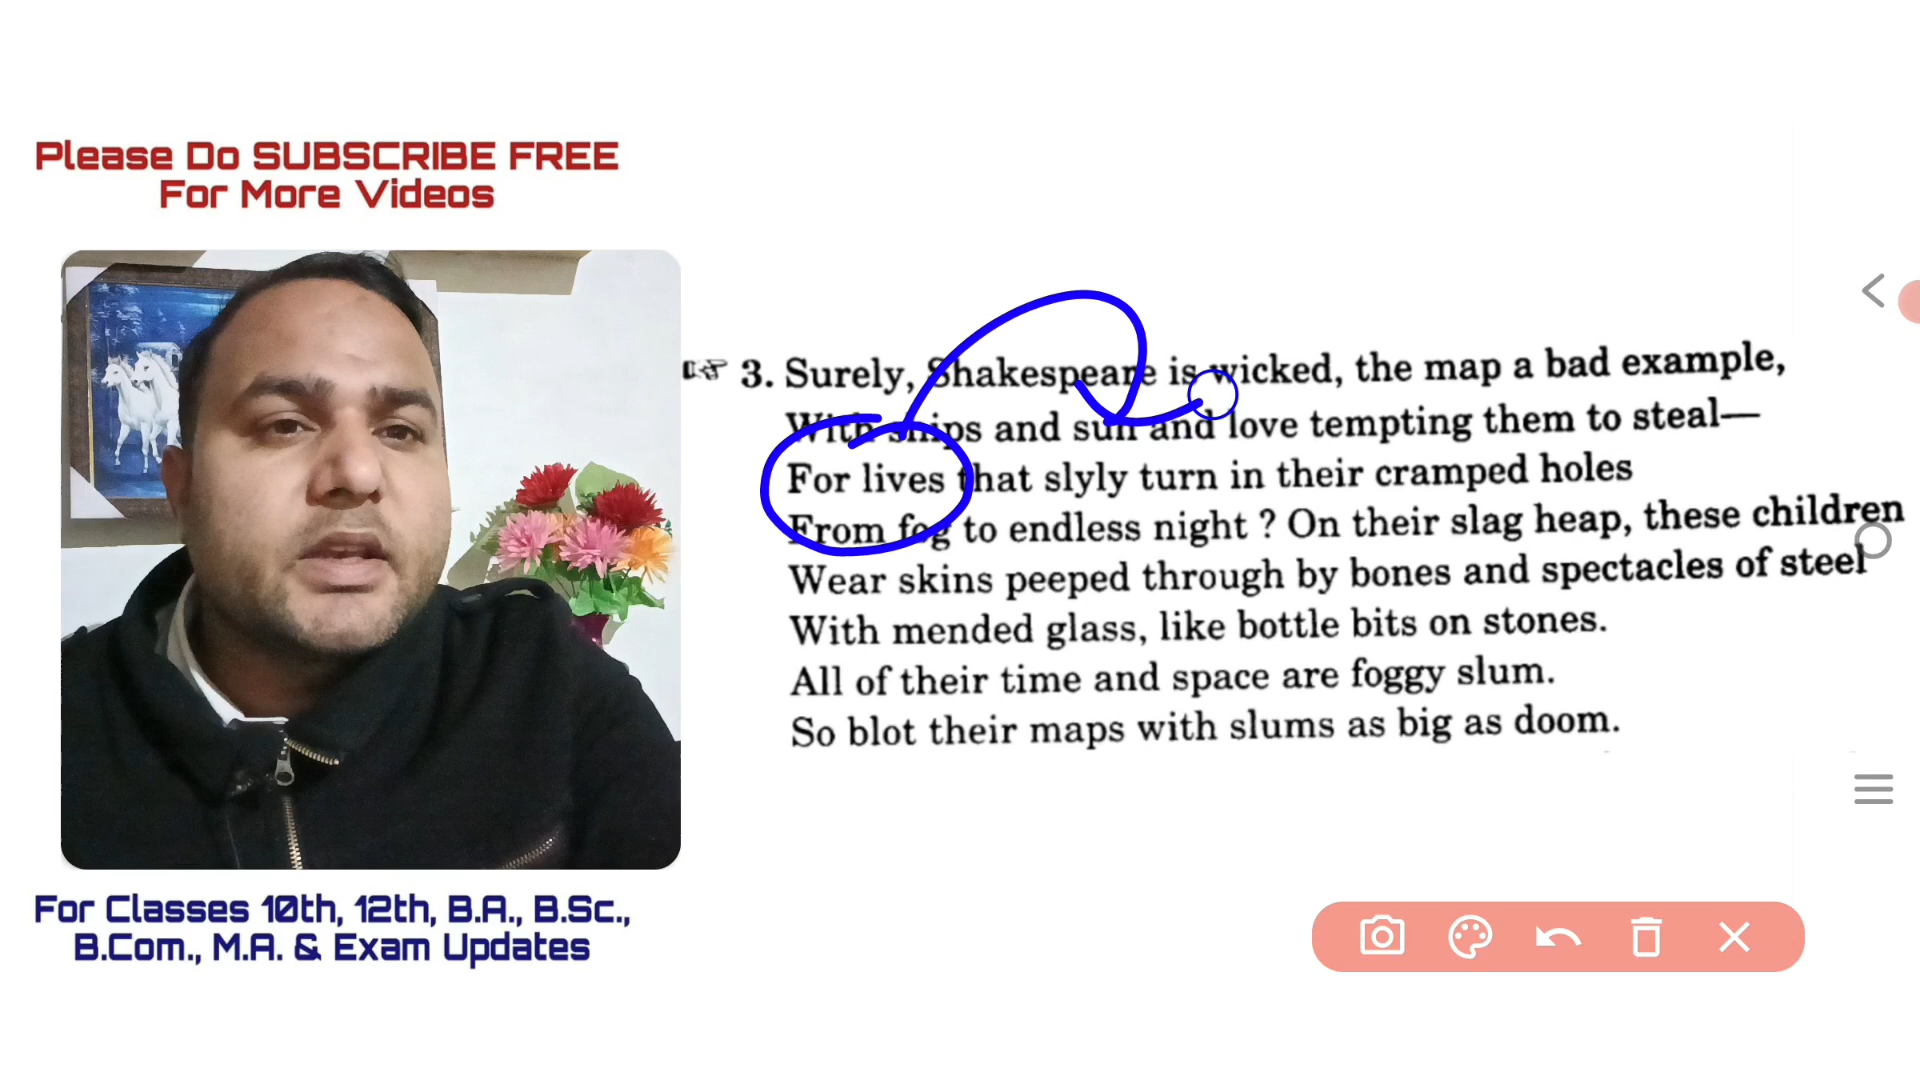 Please Do SUBSCRIBE FREE
For More Videos
☞ 3. Surely, Shakespeare is wicked, the map a bad example,
With ships and sun and love tempting them to steal—
For lives that slyly turn in their cramped holes
From fog to endless night ? On their slag heap, these children
Wear skins peeped through by bones and spectacles of steel
With mended glass, like bottle bits on stones.
All of their time and space are foggy slum.
So blot their maps with slums as big as doom.
For Classes 10th, 12th, B.A., B.Sc.,
B.Com., M.A. & Exam Updates